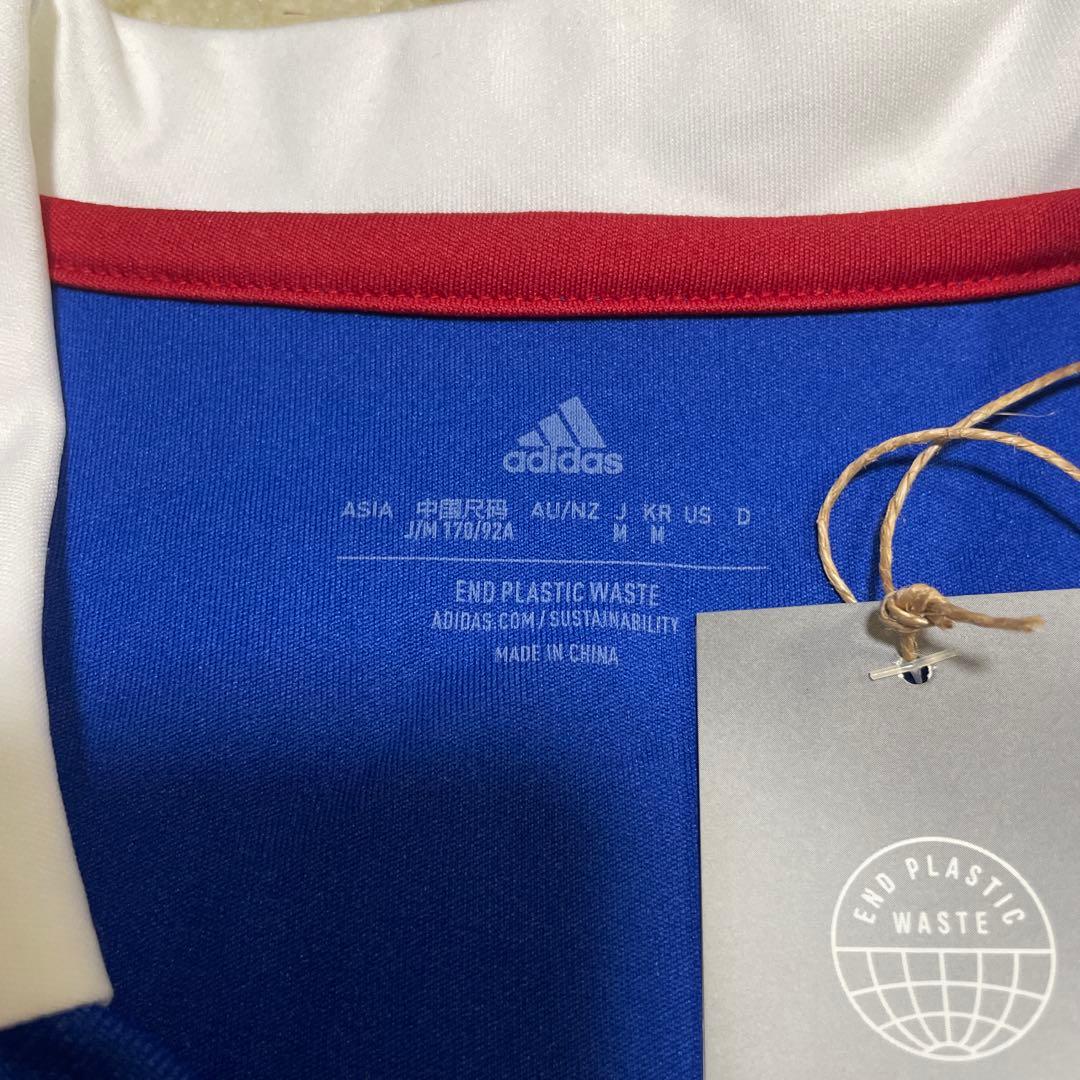 adidas
ASIA 中国尺码 AU/NZ J KR US D
J/M 170/92A M M
END PLASTIC WASTE
ADIDAS.COM/SUSTAINABILITY
MADE IN CHINA
END PLASTIC
WASTE